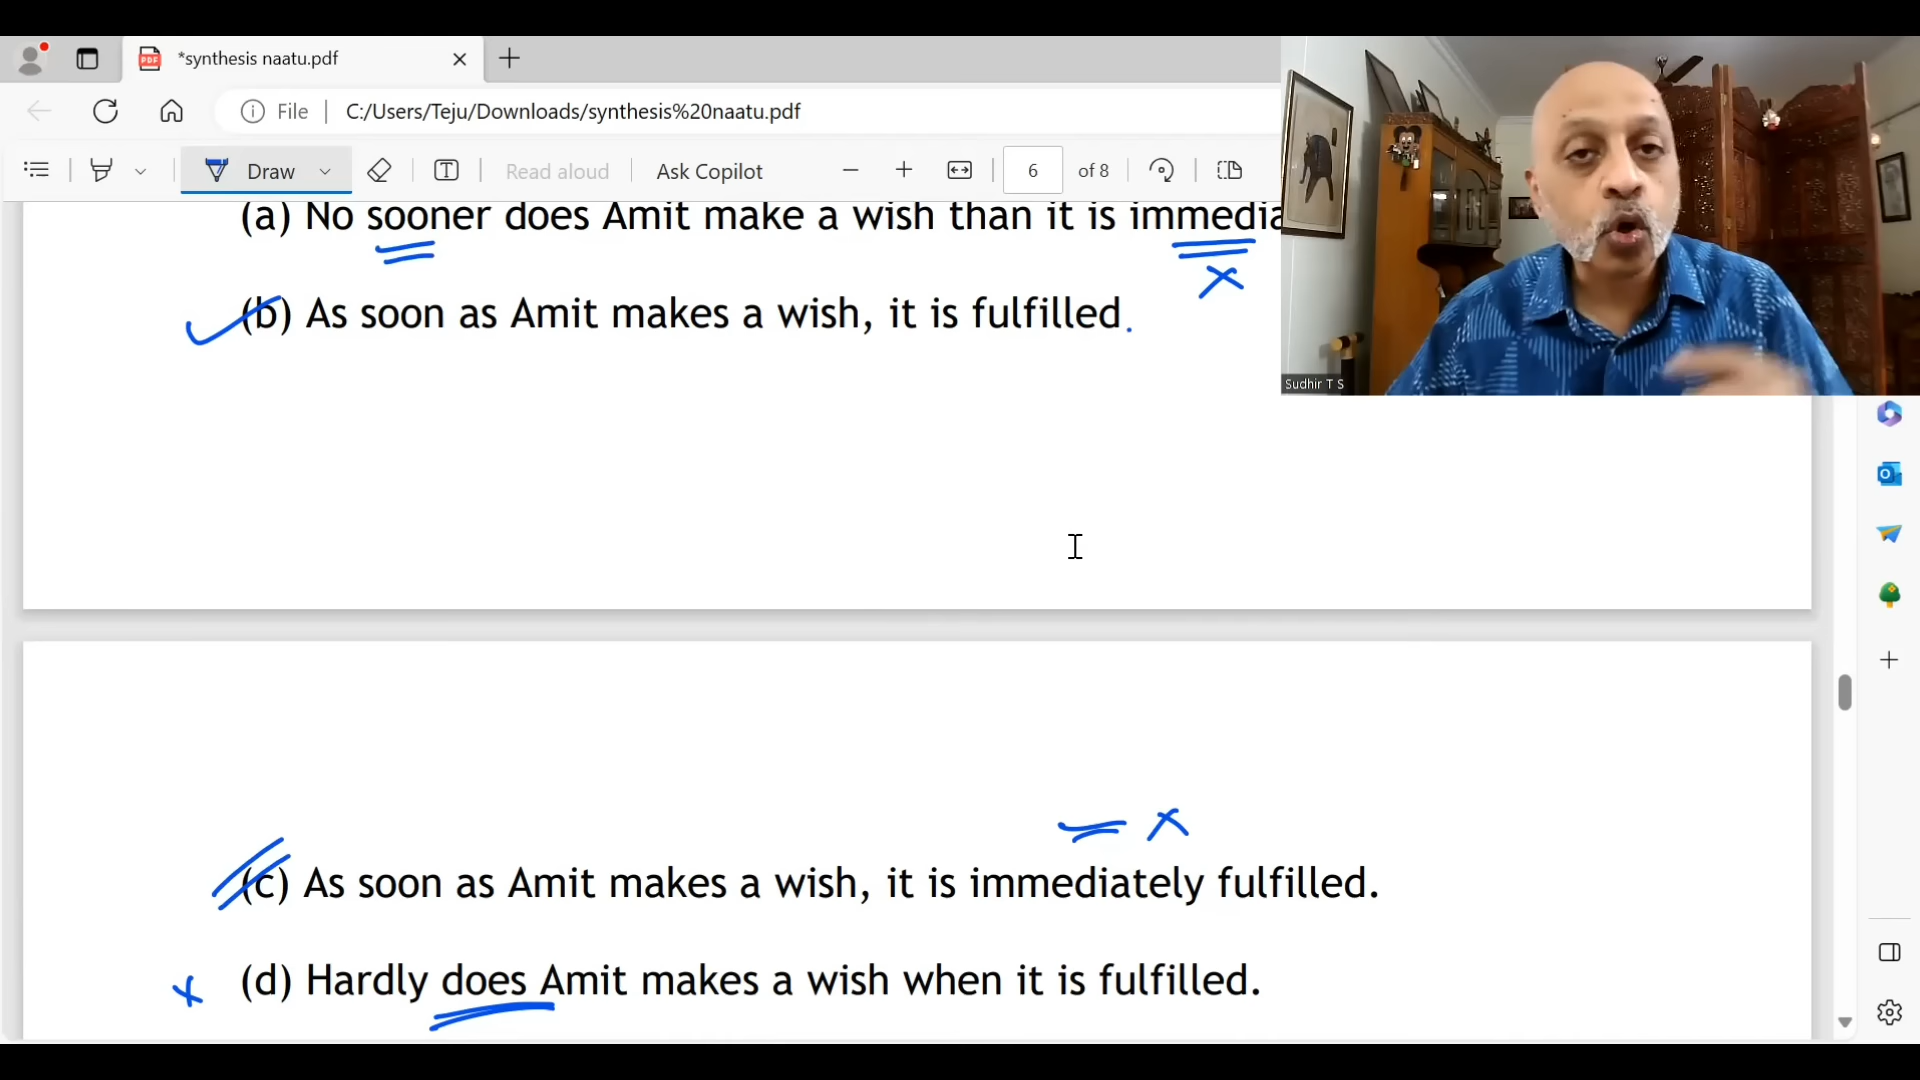 *synthesis naatu.pdf
File | C:/Users/Teju/Downloads/synthesis%20naatu.pdf
Draw Read aloud Ask Copilot 6 of 8
(a) No sooner does Amit make a wish than it is immedia
(b) As soon as Amit makes a wish, it is fulfilled.
Sudhir T S
(c) As soon as Amit makes a wish, it is immediately fulfilled.
(d) Hardly does Amit makes a wish when it is fulfilled.